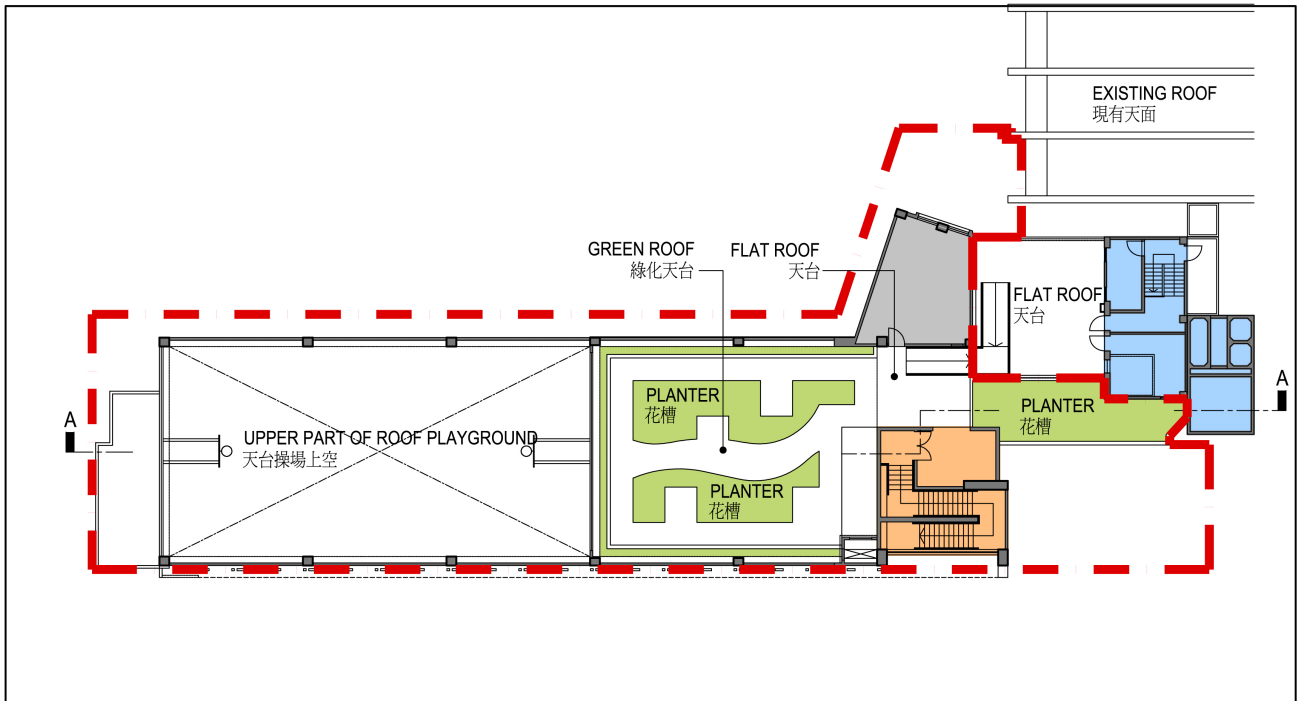 EXISTING ROOF
現有天面
GREEN ROOF
綠化天台
FLAT ROOF
天台
FLAT ROOF
天台
PLANTER
花槽
A
A
PLANTER
花槽
UPPER PART OF ROOF PLAYGROUND
天台操場上空
PLANTER
花槽